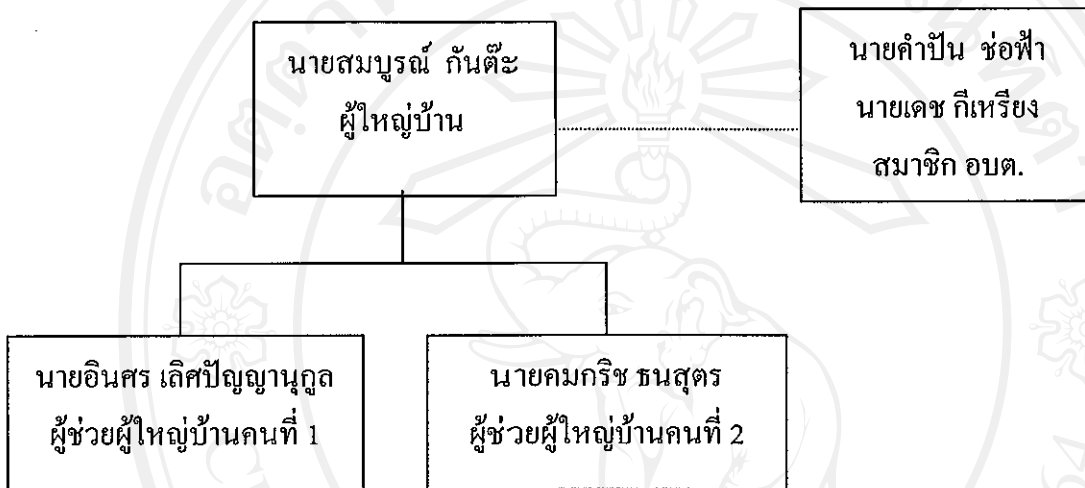 นายสมบูรณ์ กันต๊ะ
ผู้ใหญ่บ้าน
นายคำปัน ช่อฟ้า
นายเดช กีเหรียง
สมาชิก อบต.
นายอินศร เลิศปัญญานุกูล
ผู้ช่วยผู้ใหญ่บ้านคนที่ 1
นายคมกริช ธนสุตร
ผู้ช่วยผู้ใหญ่บ้านคนที่ 2